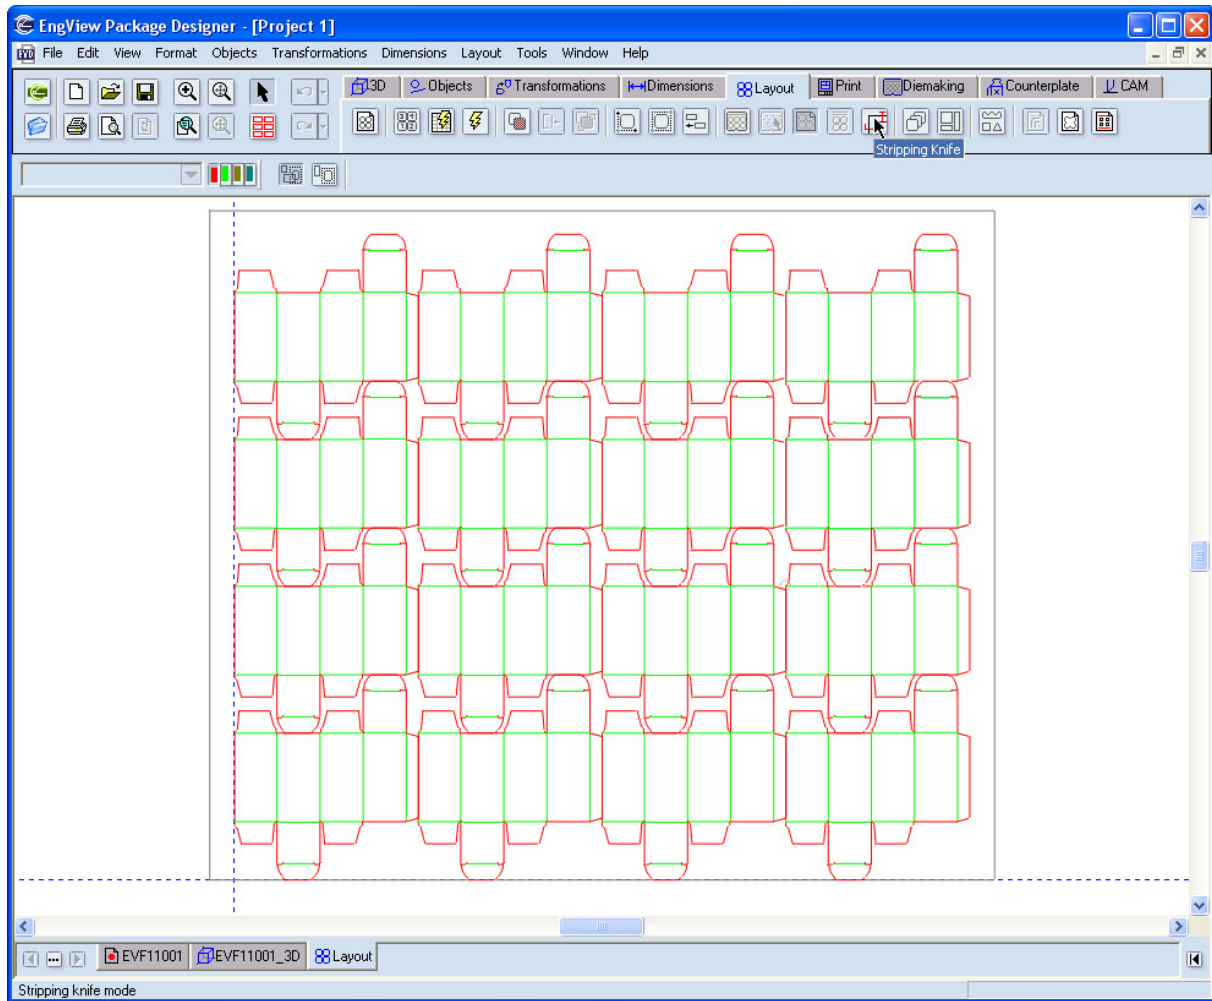 EngView Package Designer - [Project 1]
File Edit View Format Objects Transformations Dimensions Layout Tools Window Help
3D Objects Transformations Dimensions Layout Print Diemaking Counterplate CAM
Stripping Knife
EVF11001 EVF11001_3D Layout
Stripping knife mode